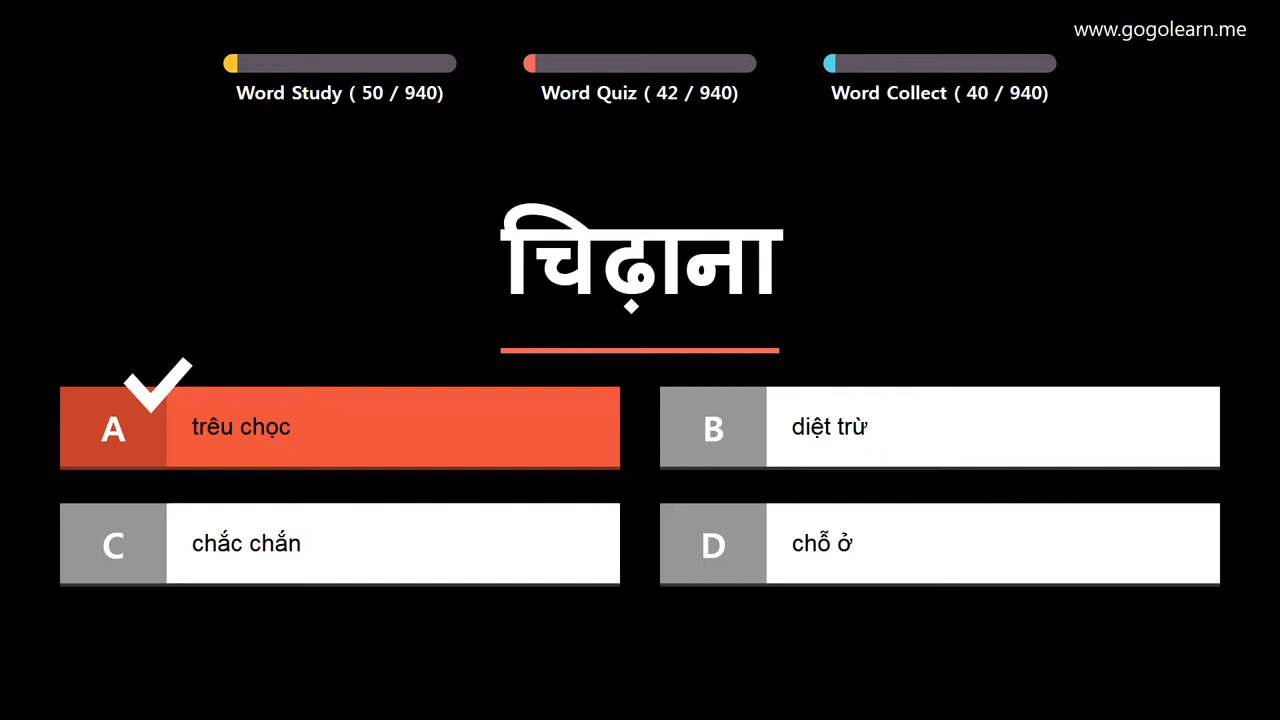 www.gogolearn.me
Word Study ( 50 / 940)
Word Quiz ( 42 / 940)
Word Collect ( 40 / 940)
चिढ़ाना
A trêu chọc
B diệt trừ
C chắc chắn
D chỗ ở